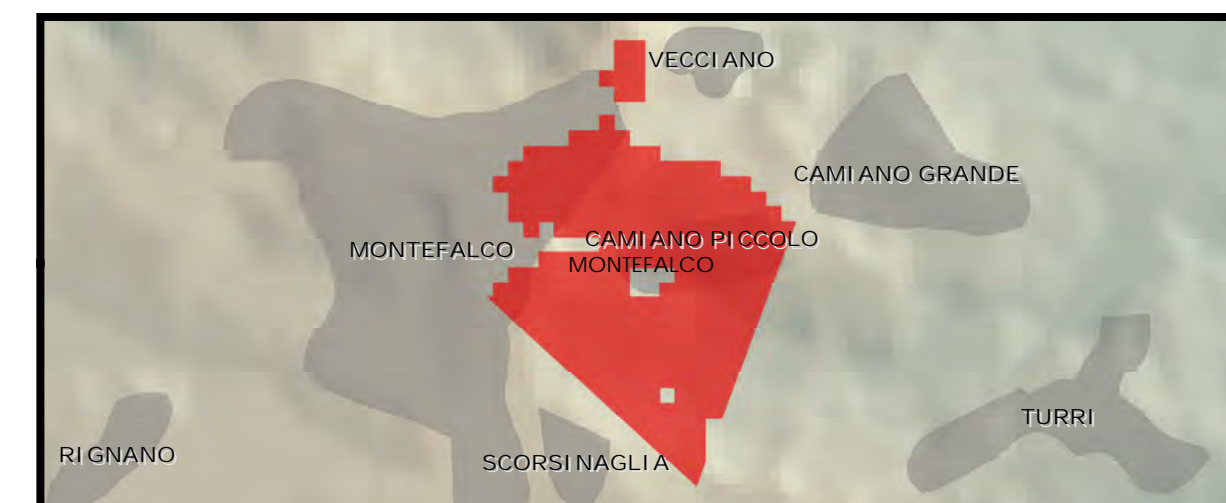 VECCIANO
CAMIANO GRANDE
CAMIANO PICCOLO
MONTEFALCO
MONTEFALCO
RIGNANO
SCORSINAGLIA
TURRI